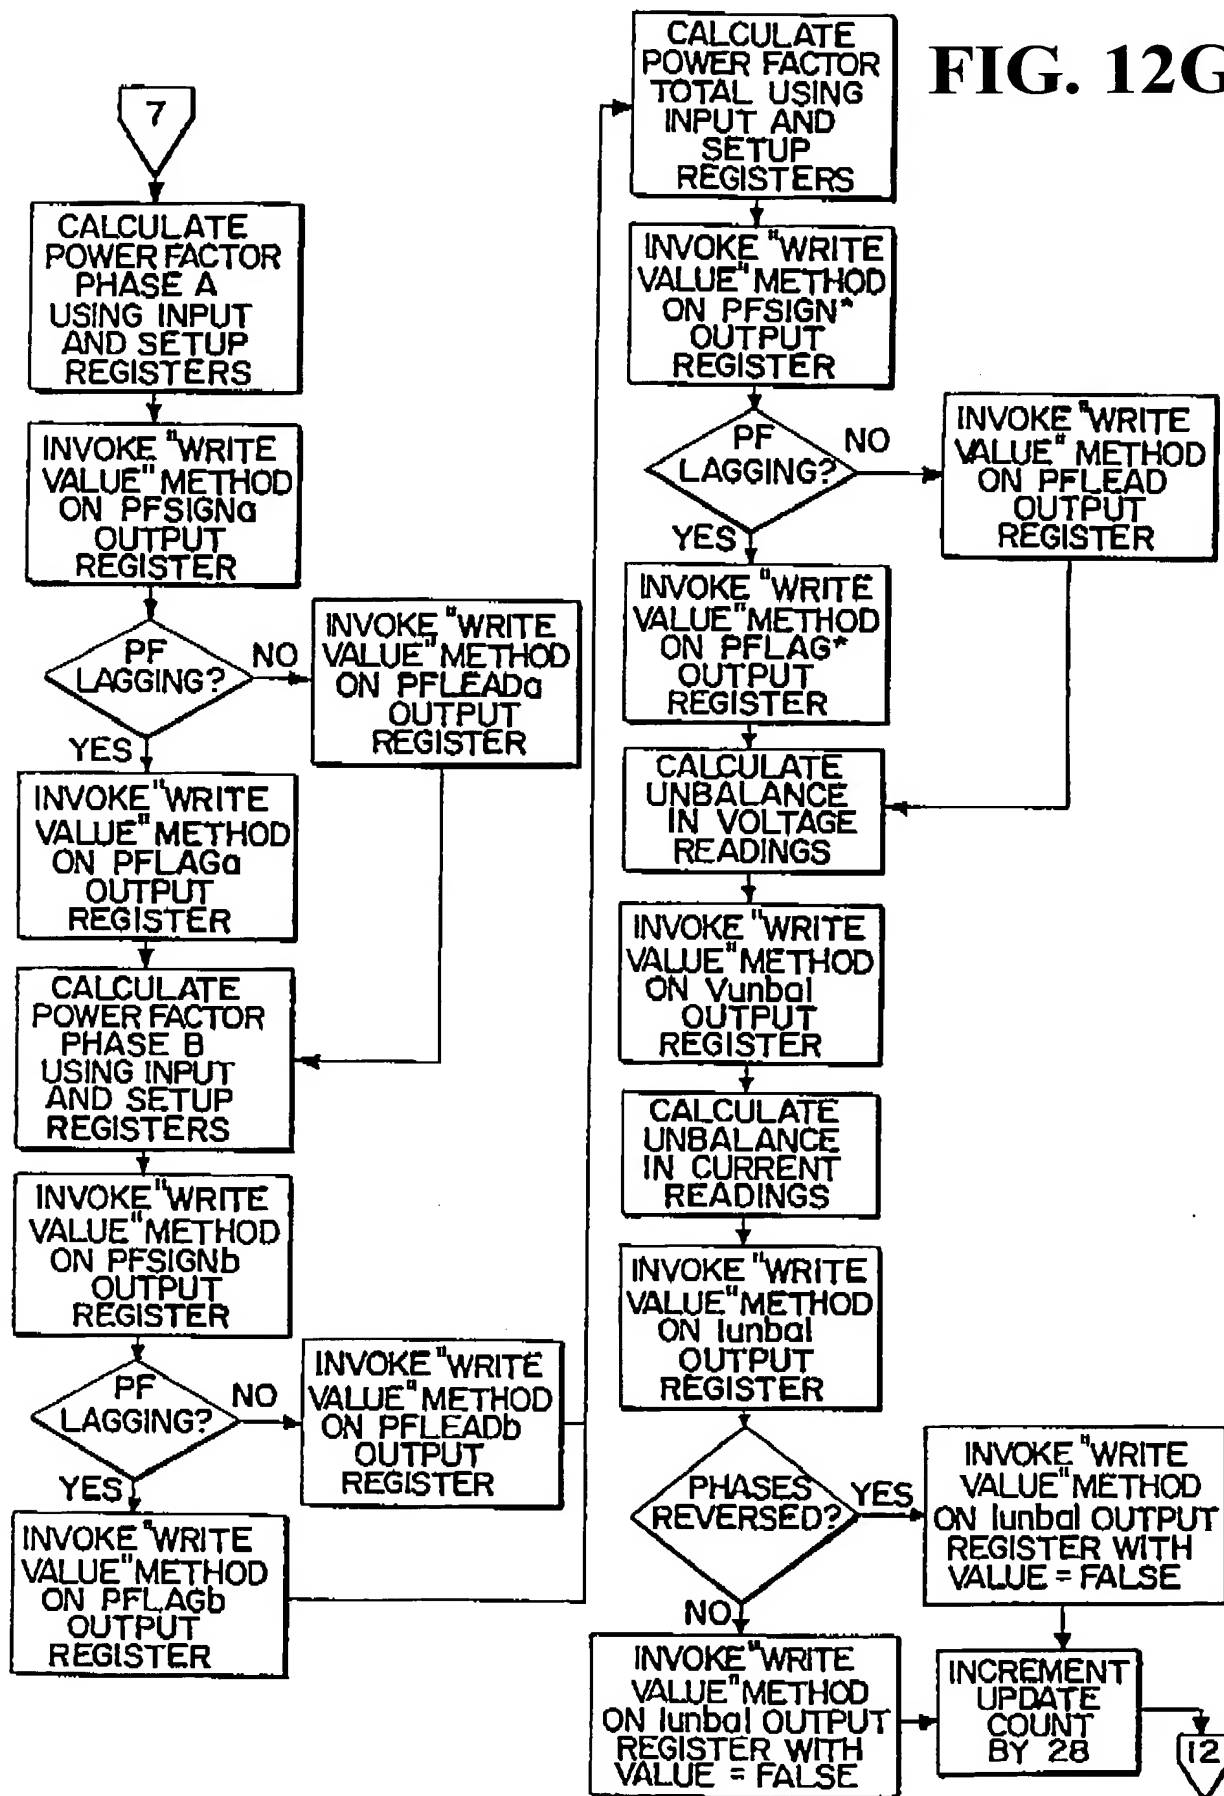 FIG. 12G
7
CALCULATE
POWER FACTOR
PHASE A
USING INPUT
AND SETUP
REGISTERS
INVOKE "WRITE
VALUE" METHOD
ON PFSIGNa
OUTPUT
REGISTER
PF
LAGGING?
NO
INVOKE "WRITE
VALUE" METHOD
ON PFLEADa
OUTPUT
REGISTER
YES
INVOKE "WRITE
VALUE" METHOD
ON PFLAGa
OUTPUT
REGISTER
CALCULATE
POWER FACTOR
PHASE B
USING INPUT
AND SETUP
REGISTERS
INVOKE "WRITE
VALUE" METHOD
ON PFSIGNb
OUTPUT
REGISTER
PF
LAGGING?
NO
INVOKE "WRITE
VALUE" METHOD
ON PFLEADb
OUTPUT
REGISTER
YES
INVOKE "WRITE
VALUE" METHOD
ON PFLAGb
OUTPUT
REGISTER
CALCULATE
POWER FACTOR
TOTAL USING
INPUT AND
SETUP
REGISTERS
INVOKE "WRITE
VALUE" METHOD
ON PFSIGN*
OUTPUT
REGISTER
PF
LAGGING?
NO
INVOKE "WRITE
VALUE" METHOD
ON PFLEAD
OUTPUT
REGISTER
YES
INVOKE "WRITE
VALUE" METHOD
ON PFLAG*
OUTPUT
REGISTER
CALCULATE
UNBALANCE
IN VOLTAGE
READINGS
INVOKE "WRITE
VALUE" METHOD
ON Vunbal
OUTPUT
REGISTER
CALCULATE
UNBALANCE
IN CURRENT
READINGS
INVOKE "WRITE
VALUE" METHOD
ON Iunbal
OUTPUT
REGISTER
PHASES
REVERSED?
YES
INVOKE "WRITE
VALUE" METHOD
ON Iunbal OUTPUT
REGISTER WITH
VALUE = FALSE
NO
INVOKE "WRITE
VALUE" METHOD
ON Iunbal OUTPUT
REGISTER WITH
VALUE = FALSE
INCREMENT
UPDATE
COUNT
BY 28
12